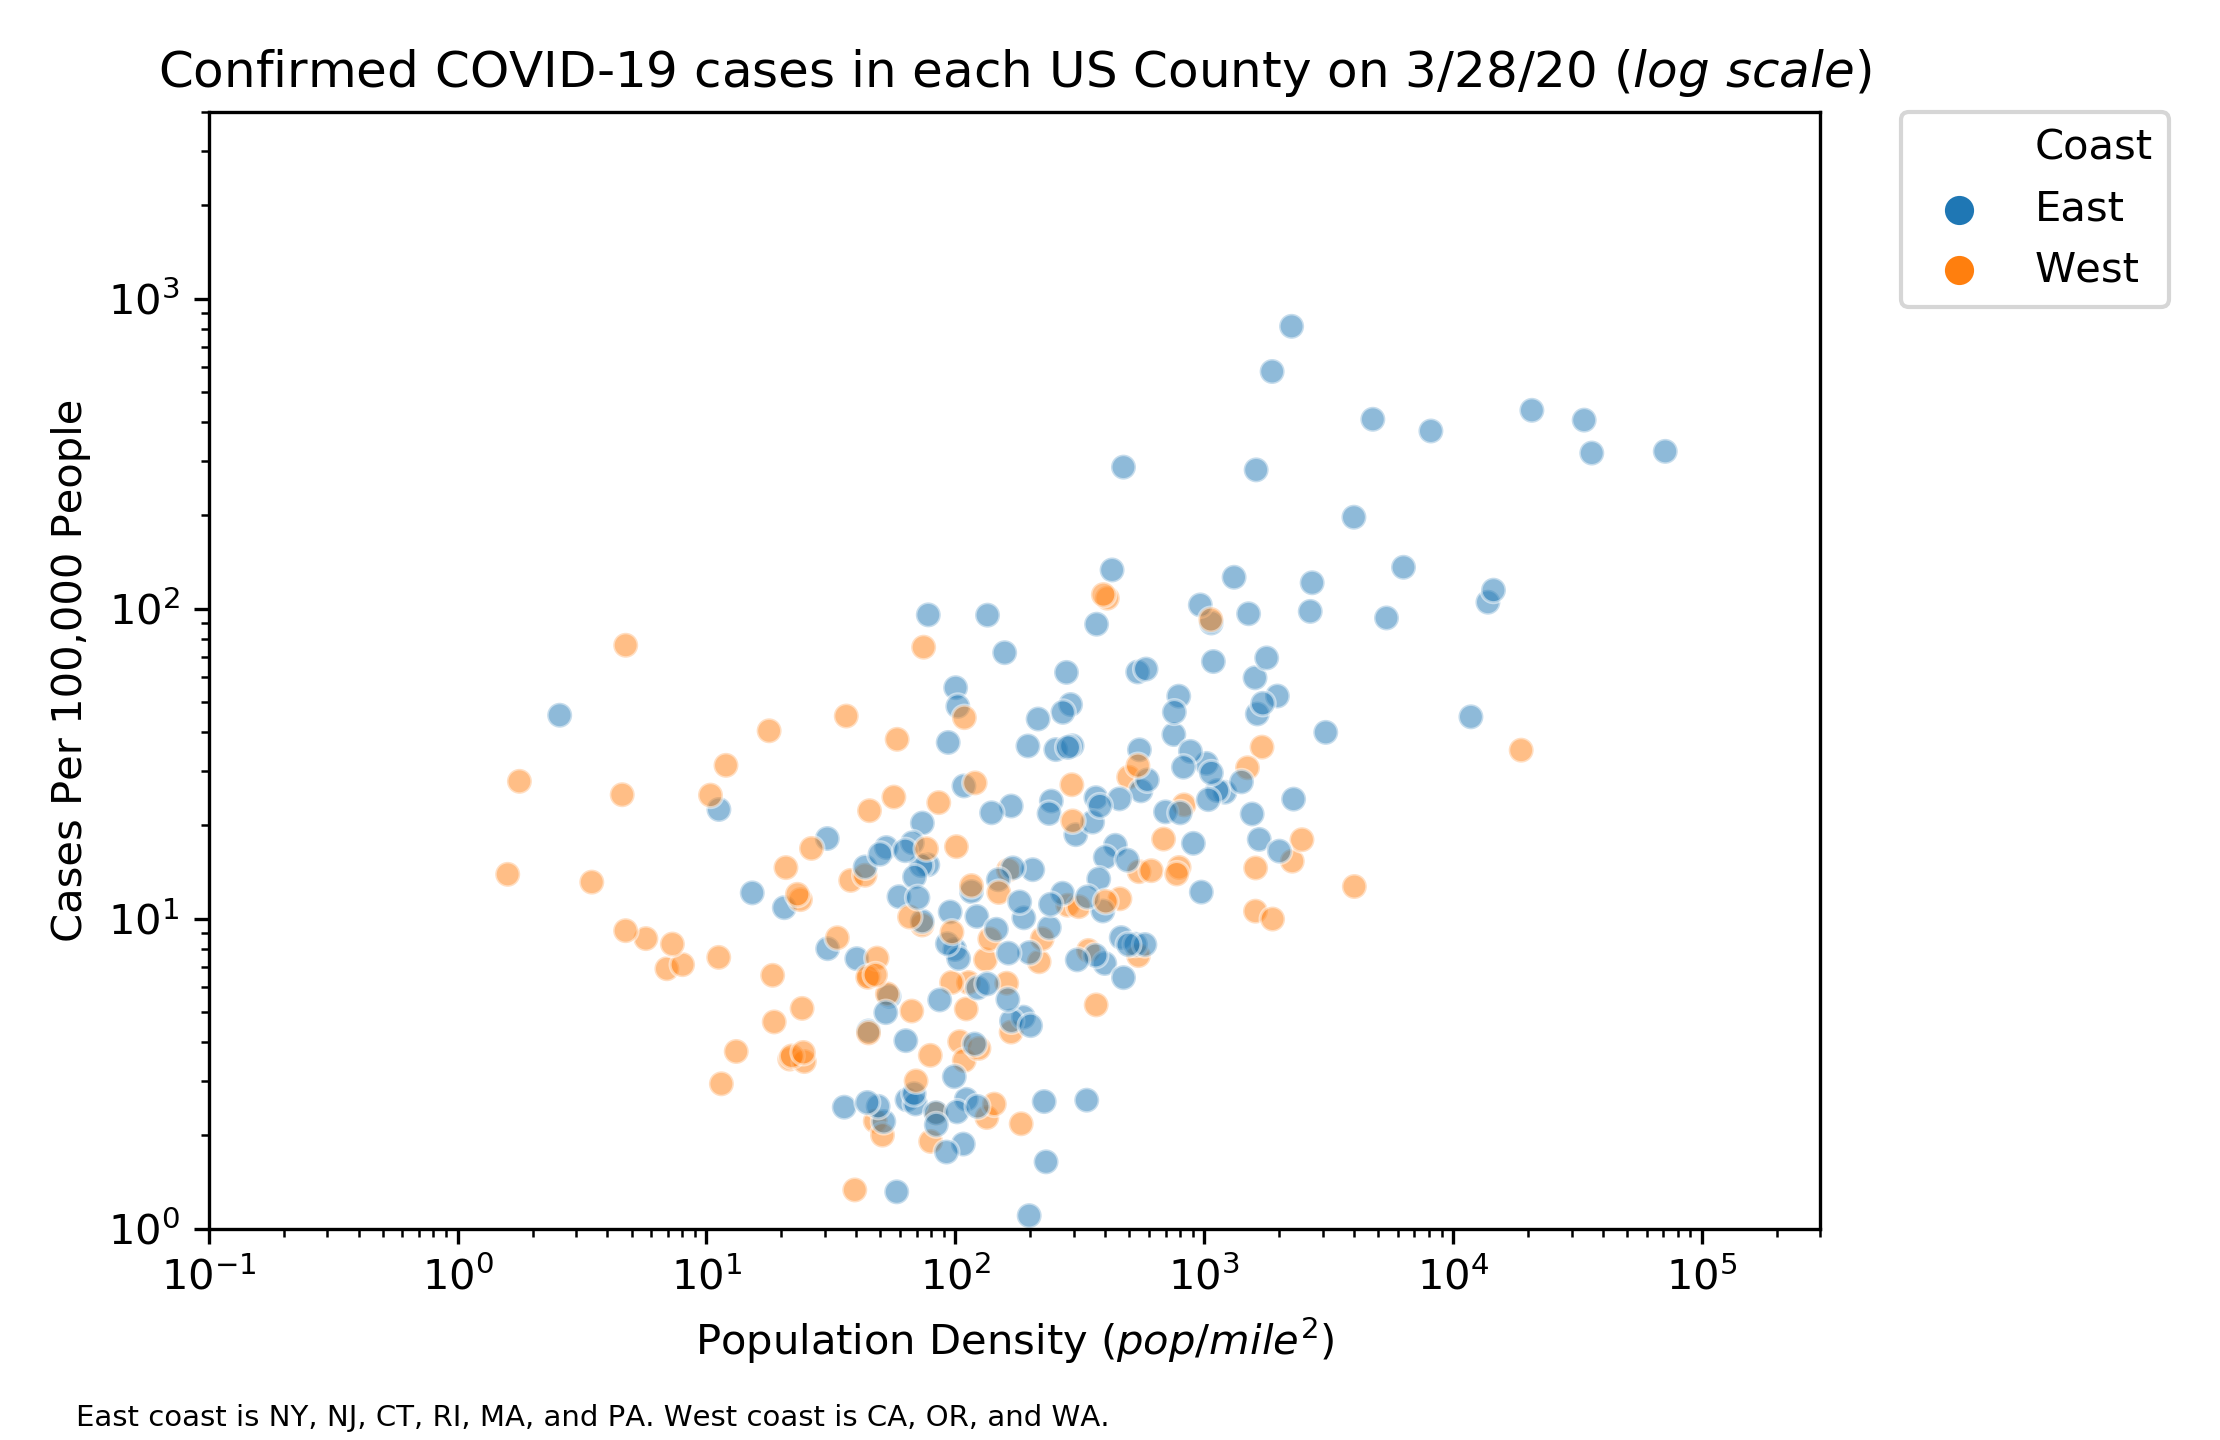 Confirmed COVID-19 cases in each US County on 3/28/20 (log scale)
Coast
East
West
Cases Per 100,000 People
10³
10²
10¹
10⁰
10⁻¹ 10⁰ 10¹ 10² 10³ 10⁴ 10⁵
Population Density (pop/mile²)
East coast is NY, NJ, CT, RI, MA, and PA. West coast is CA, OR, and WA.